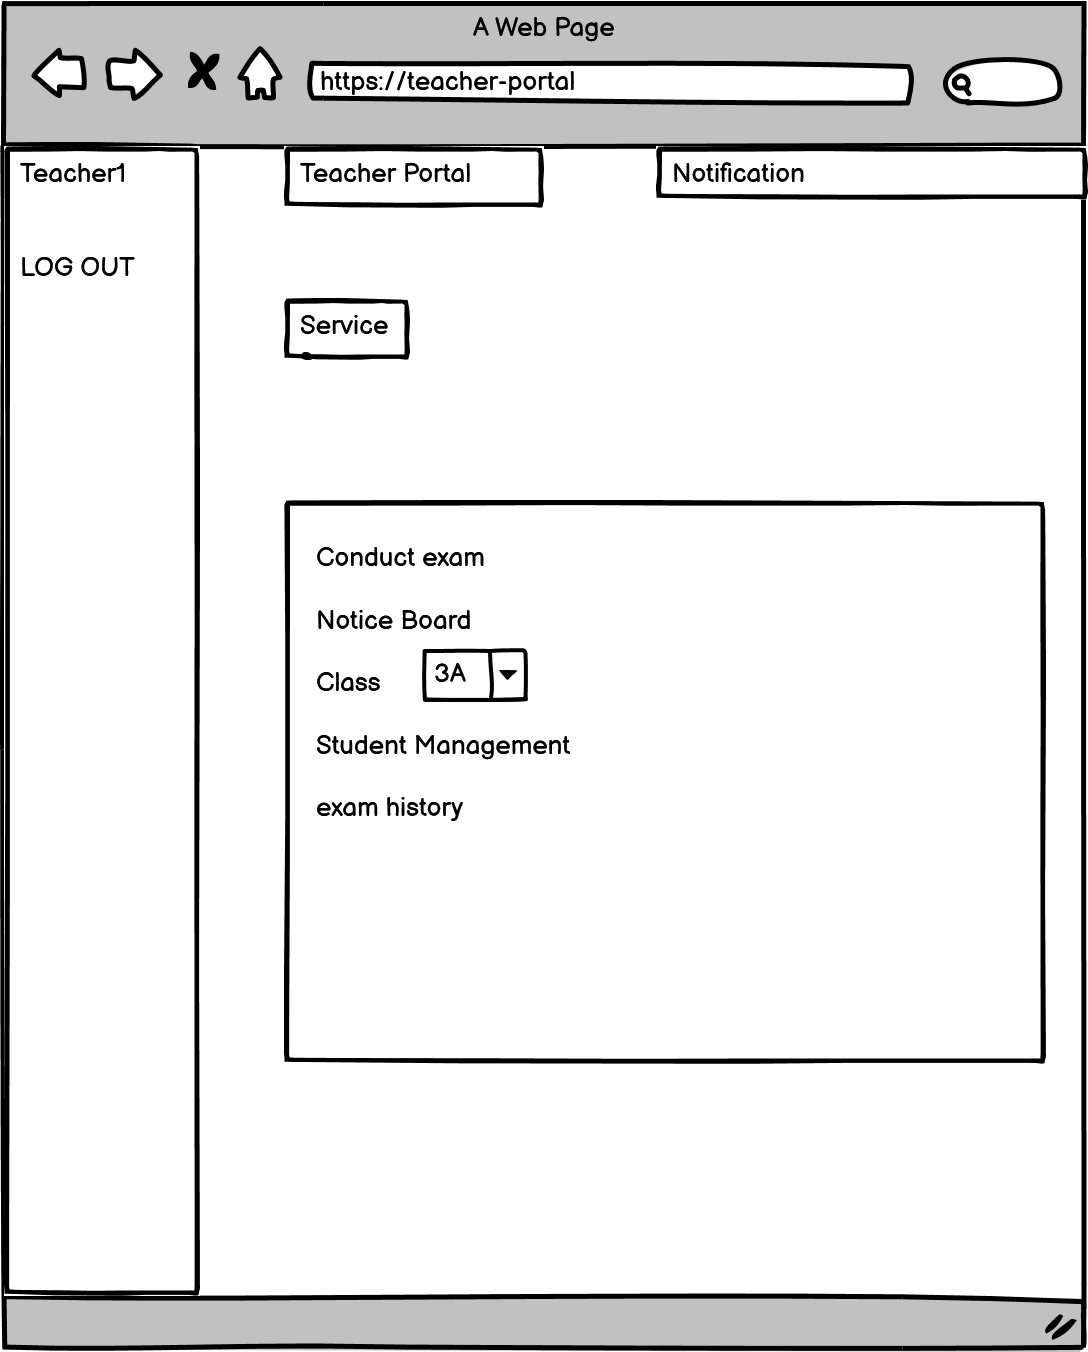 A Web Page
https://teacher-portal
Teacher1
Teacher Portal
Notification
LOG OUT
Service
Conduct exam
Notice Board
Class
3A
Student Management
exam history